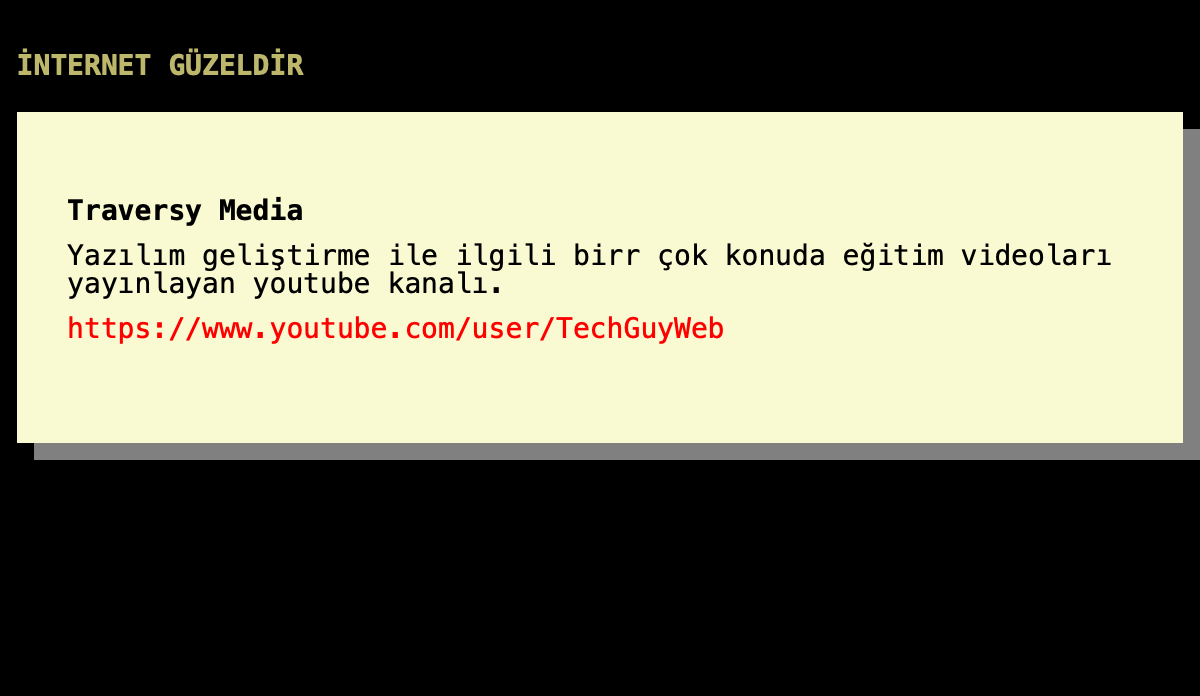 İNTERNET GÜZELDİR
Traversy Media
Yazılım geliştirme ile ilgili birr çok konuda eğitim videoları
yayınlayan youtube kanalı.
https://www.youtube.com/user/TechGuyWeb